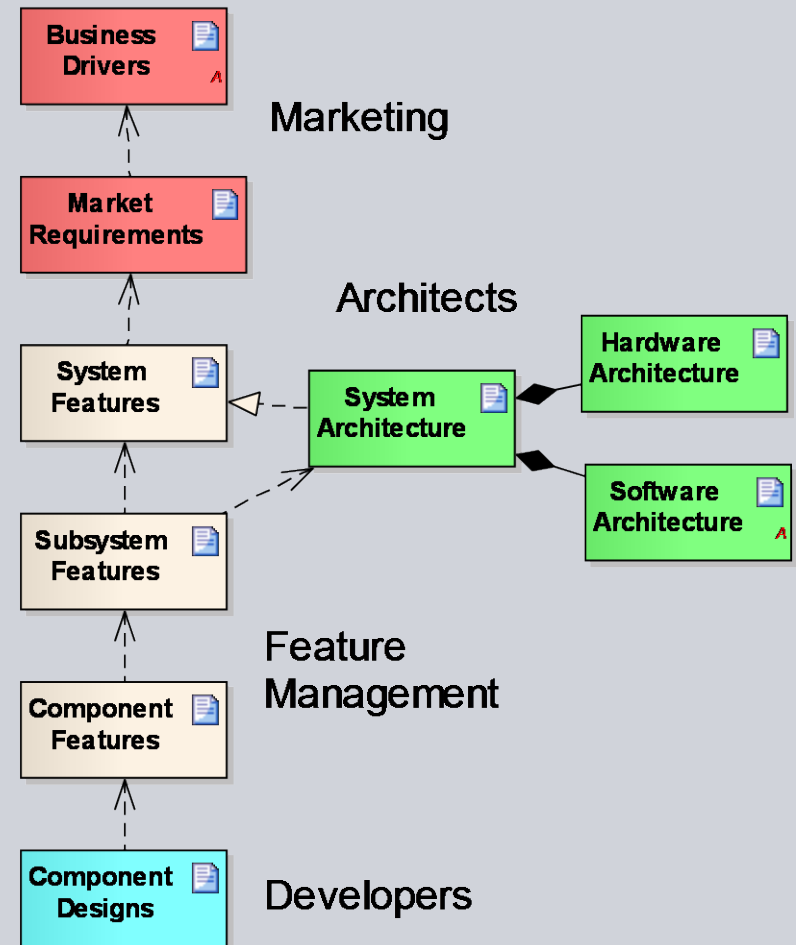 Business
Drivers
A
Marketing
Market
Requirements
Architects
System
Features
System
Architecture
Hardware
Architecture
Software
Architecture
A
Subsystem
Features
Feature
Management
Component
Features
Component
Designs
Developers